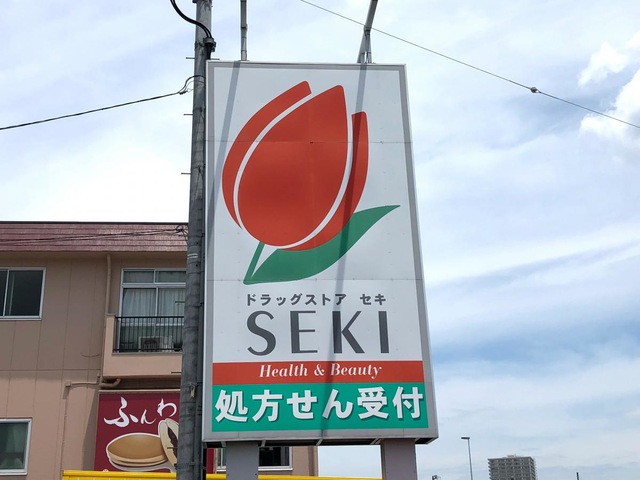 ドラッグストア セキ
SEKI
Health & Beauty
処方せん受付
ふんわ